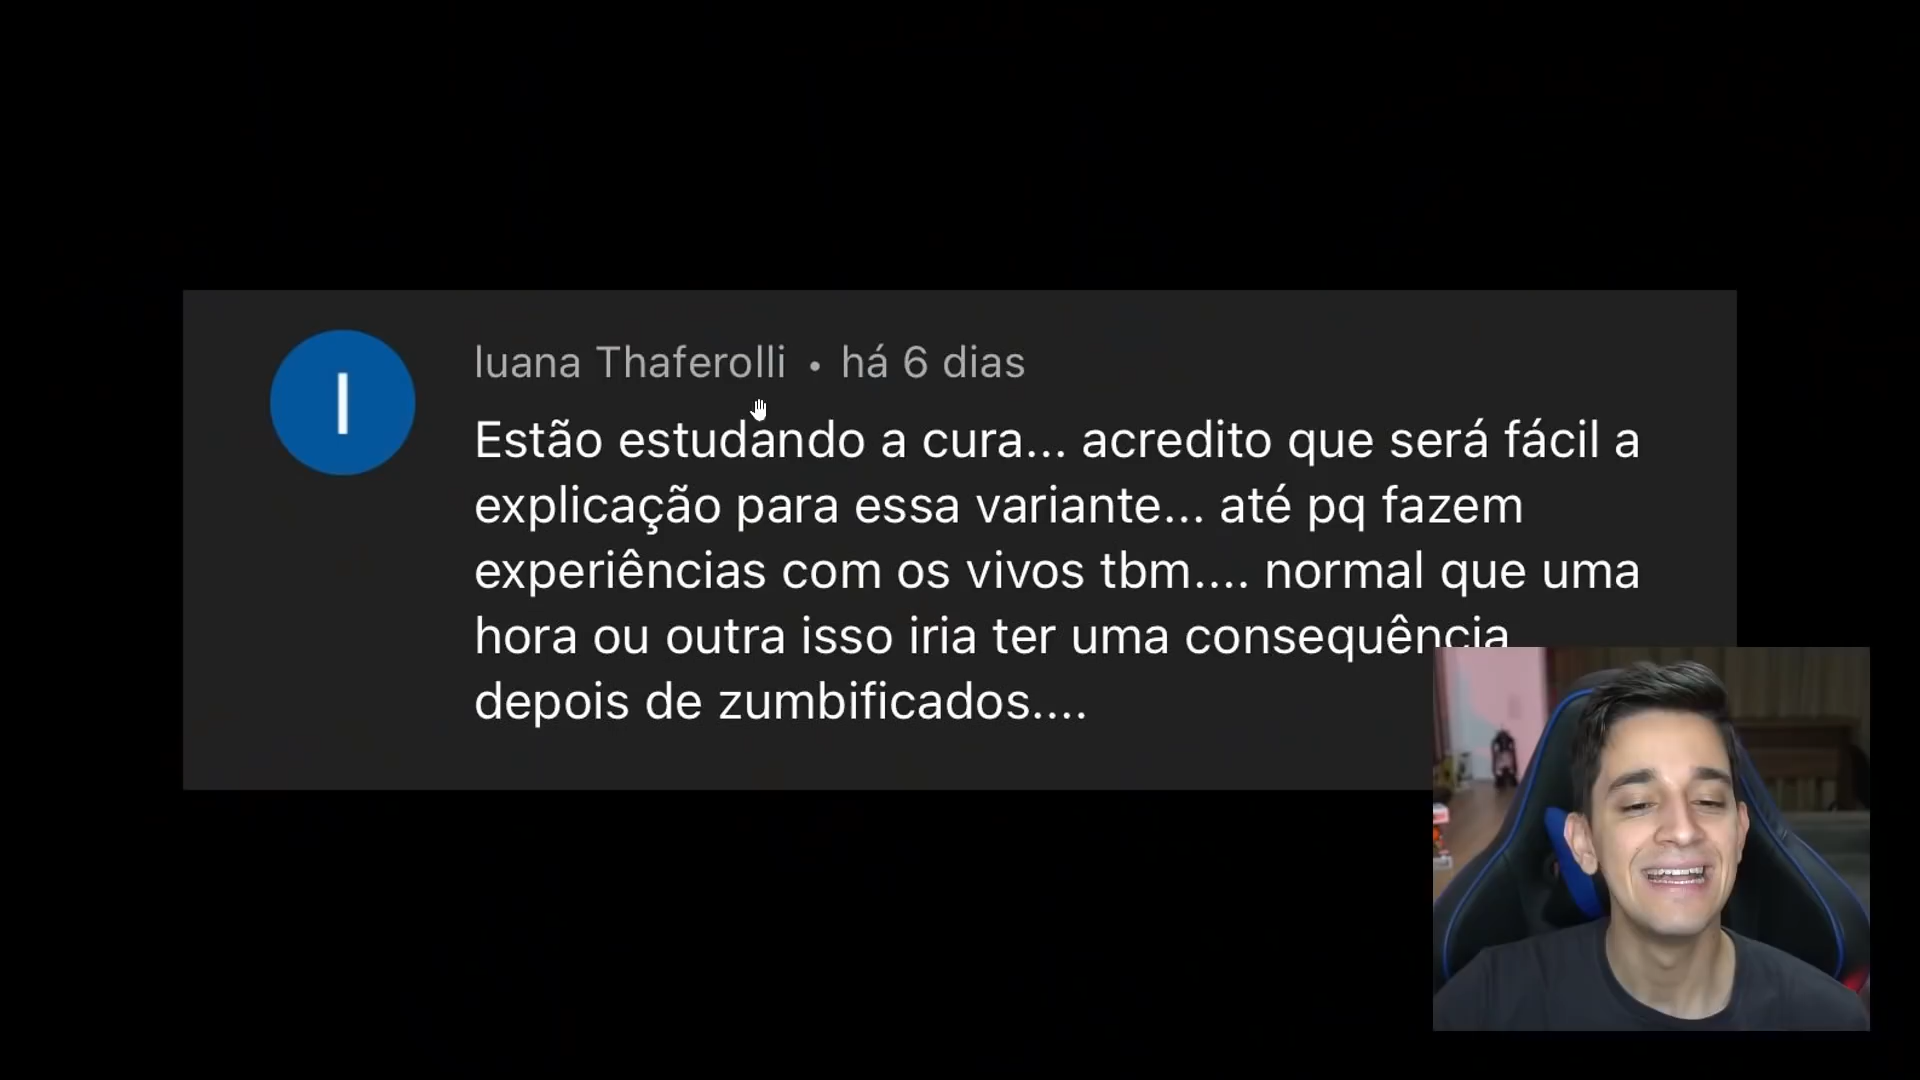 l
luana Thaferolli • há 6 dias
Estão estudando a cura... acredito que será fácil a
explicação para essa variante... até pq fazem
experiências com os vivos tbm.... normal que uma
hora ou outra isso iria ter uma consequência
depois de zumbificados....